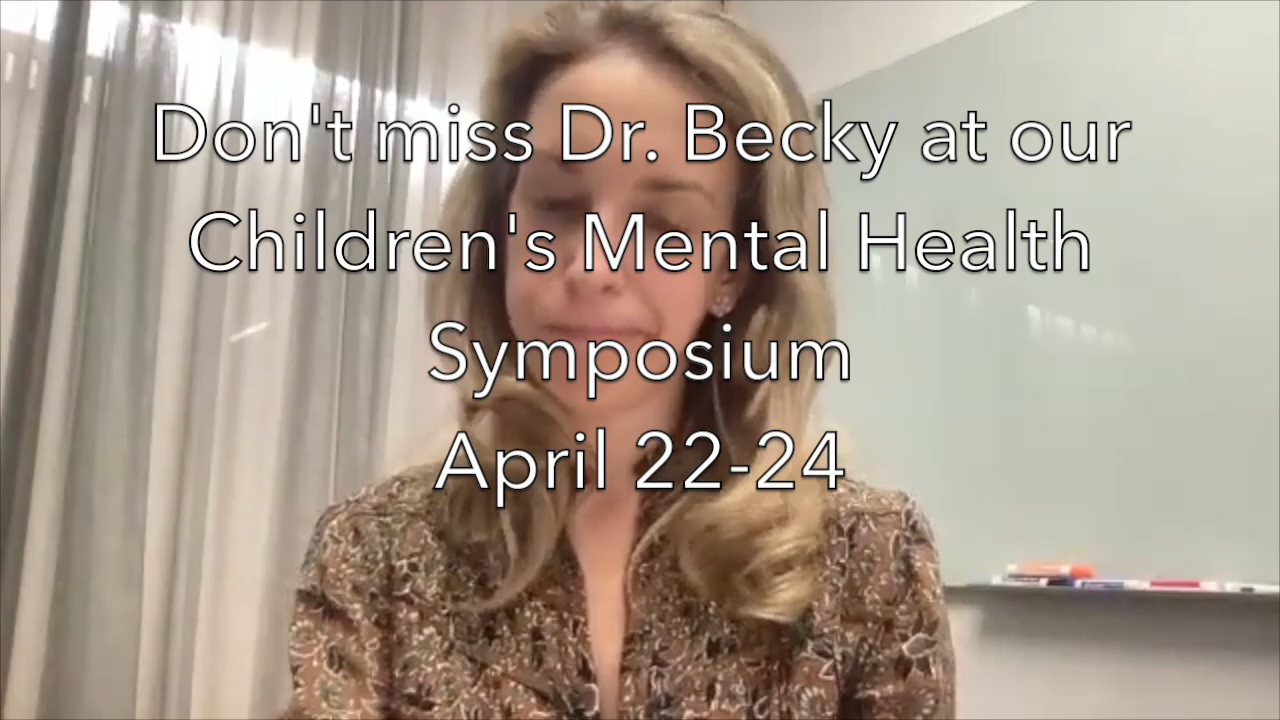 Don't miss Dr. Becky at our
Children's Mental Health
Symposium
April 22-24